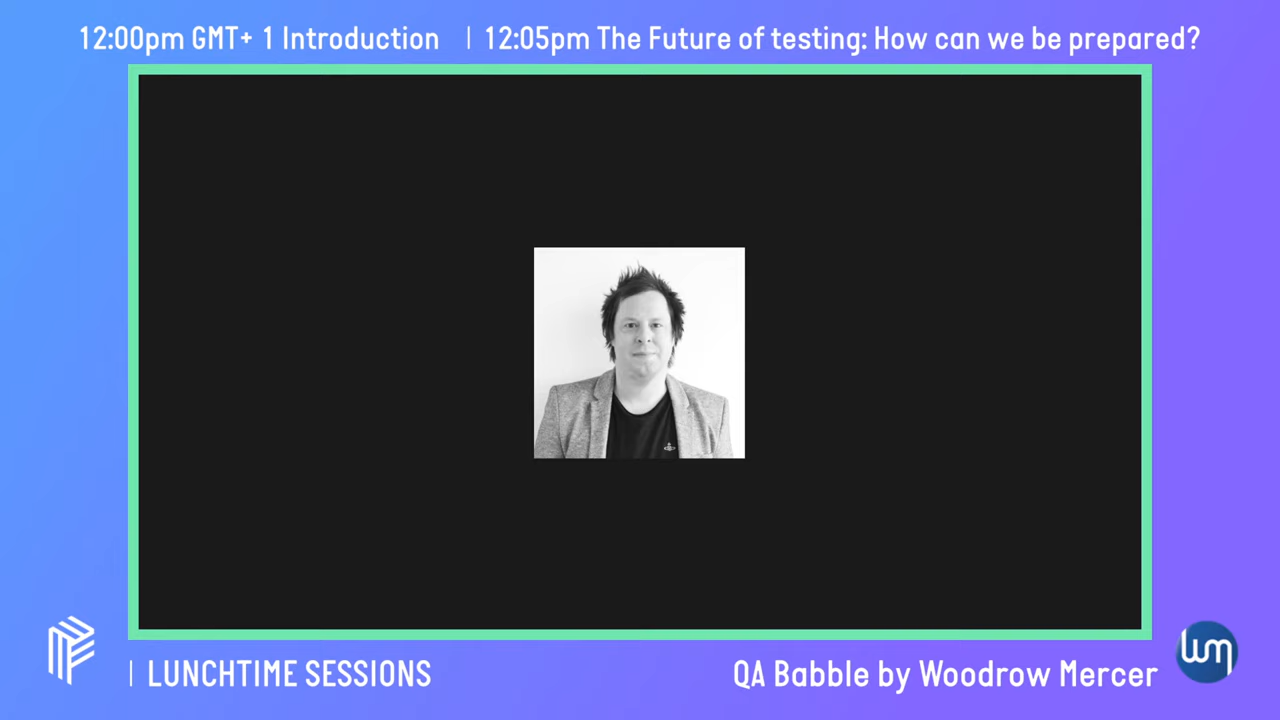 12:00pm GMT+ 1 Introduction | 12:05pm The Future of testing: How can we be prepared?
| LUNCHTIME SESSIONS
QA Babble by Woodrow Mercer
wm